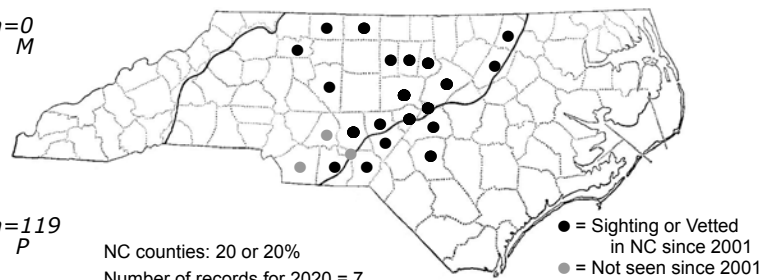 n=0
M
n=119
P
NC counties: 20 or 20%
Number of records for 2020 = 7
● = Sighting or Vetted
in NC since 2001
● = Not seen since 2001